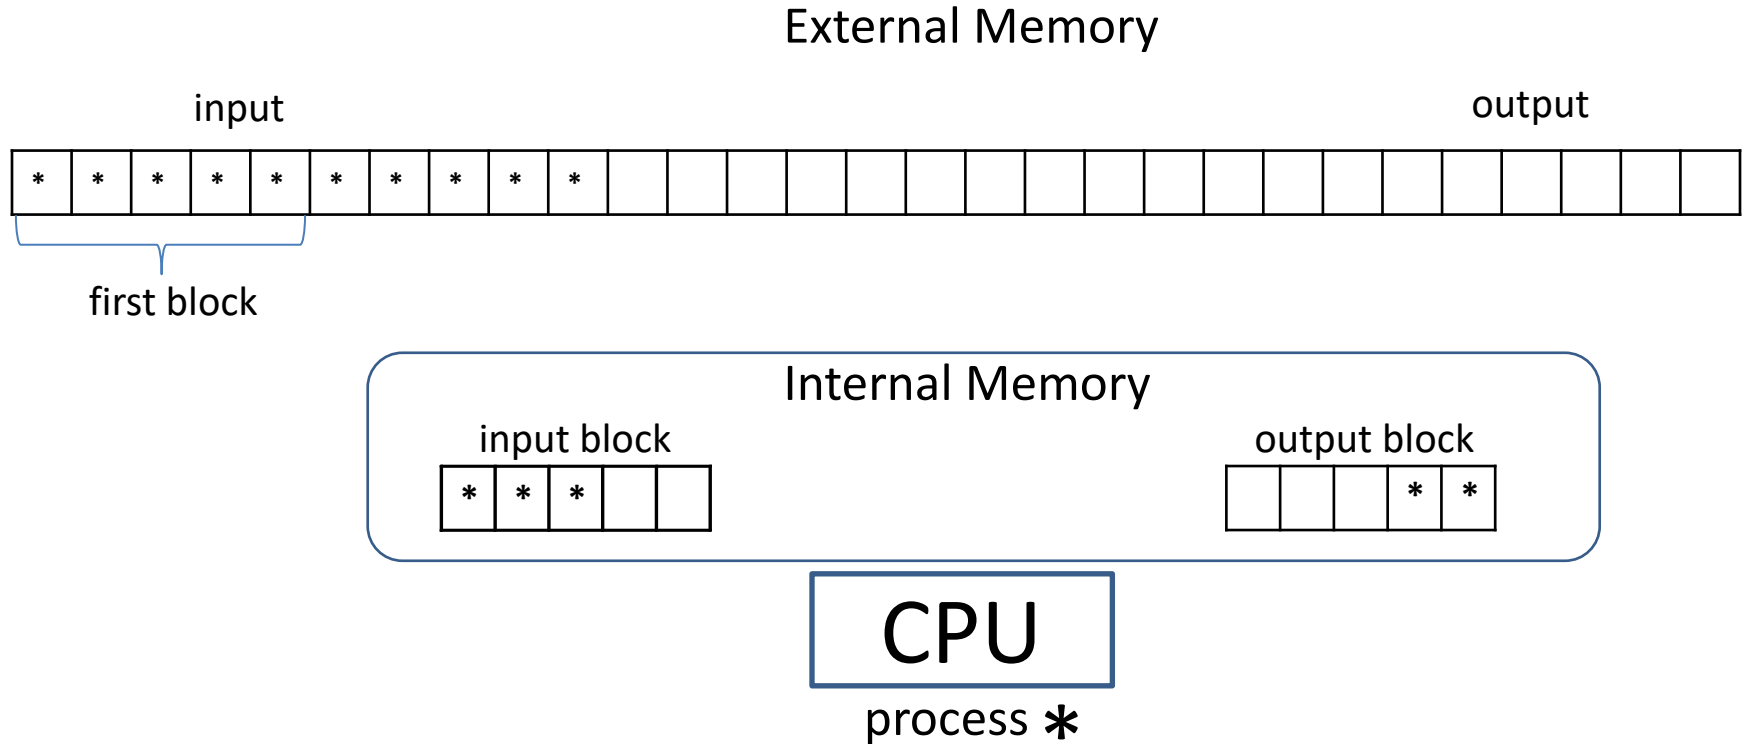 External Memory
input
output
* * * * * * * * * *
first block
Internal Memory
input block
output block
* * *
* *
CPU
process *